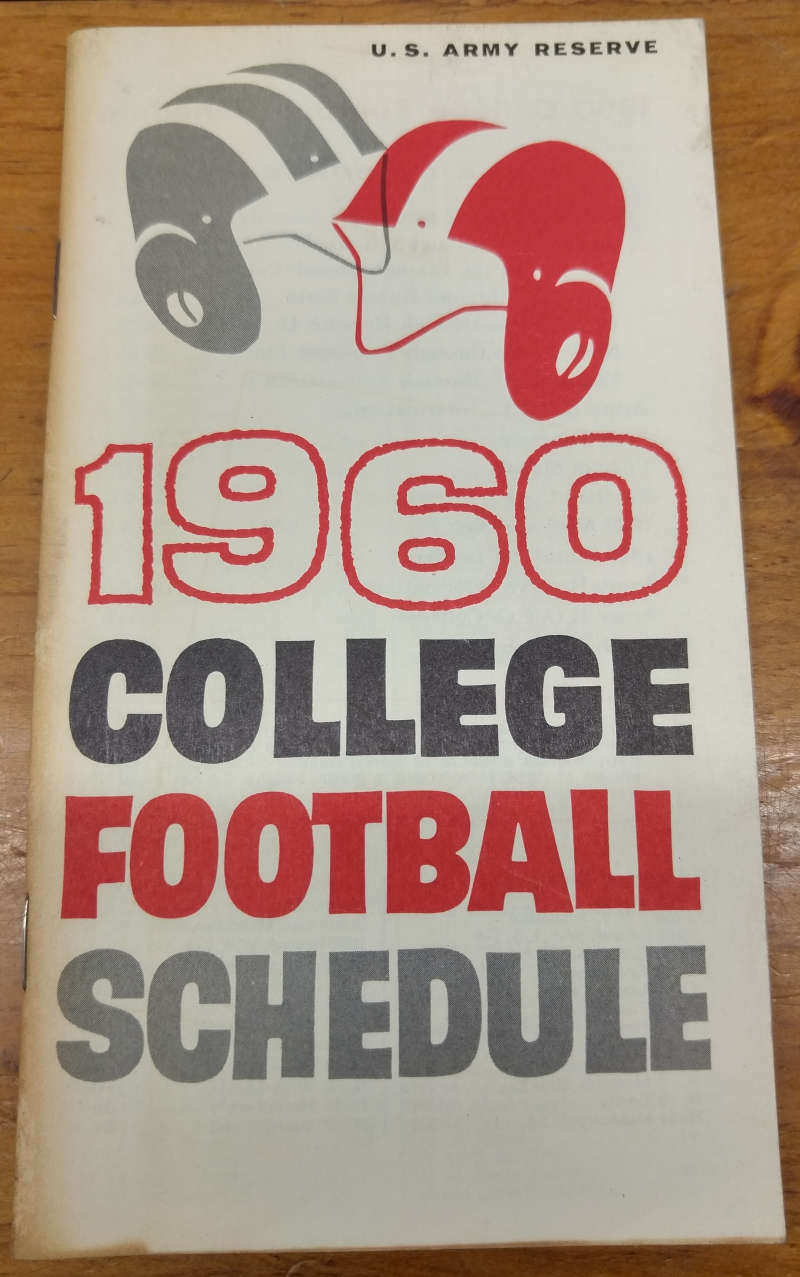 U.S. ARMY RESERVE
1960
COLLEGE
FOOTBALL
SCHEDULE